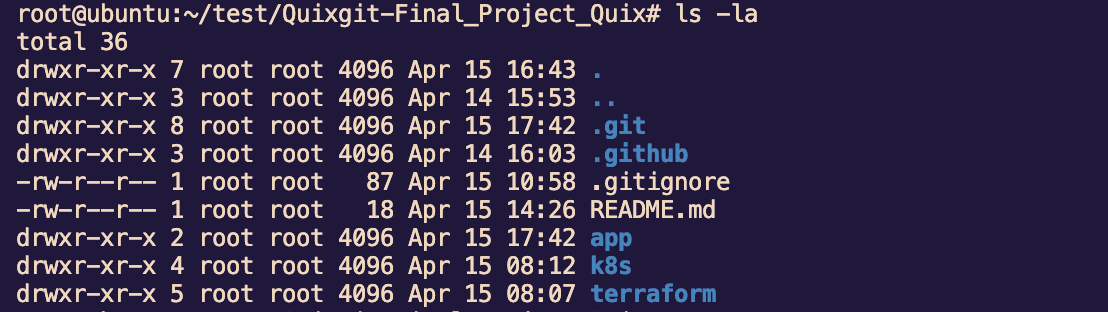 root@ubuntu:~/test/Quixgit-Final_Project_Quix# ls -la
total 36
drwxr-xr-x 7 root root 4096 Apr 15 16:43 .
drwxr-xr-x 3 root root 4096 Apr 14 15:53 ..
drwxr-xr-x 8 root root 4096 Apr 15 17:42 .git
drwxr-xr-x 3 root root 4096 Apr 14 16:03 .github
-rw-r--r-- 1 root root   87 Apr 15 10:58 .gitignore
-rw-r--r-- 1 root root   18 Apr 15 14:26 README.md
drwxr-xr-x 2 root root 4096 Apr 15 17:42 app
drwxr-xr-x 4 root root 4096 Apr 15 08:12 k8s
drwxr-xr-x 5 root root 4096 Apr 15 08:07 terraform